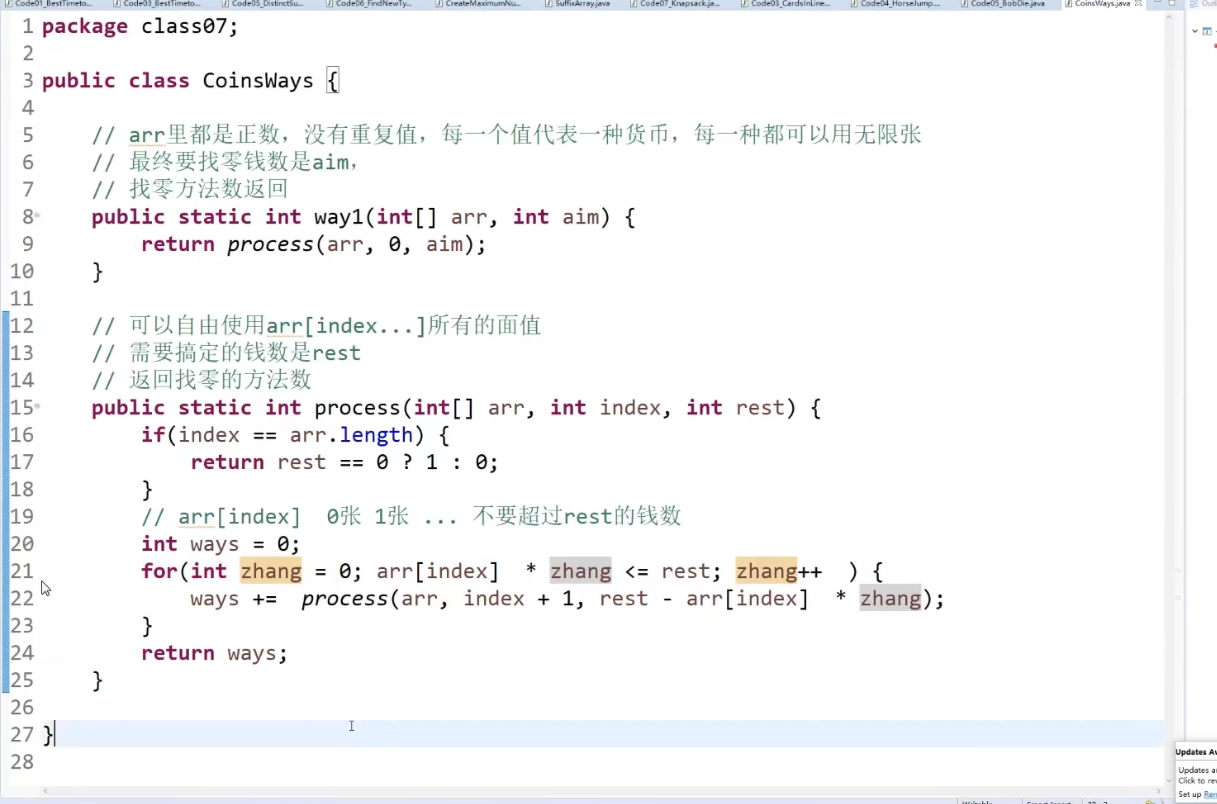 Code01_BestTimeto... Code03_BestTimeto... Code05_DistinctSu... Code06_FindNewTy... CreateMaximumNu... SuffixArray.java Code07_Knapsack.ja... Code03_CardsInLine... Code04_HorseJump.... Code05_BobDie.java CoinsWays.java
1 package class07;
2
3 public class CoinsWays {
4
5 // arr里都是正数，没有重复值，每一个值代表一种货币，每一种都可以用无限张
6 // 最终要找零钱数是aim，
7 // 找零方法数返回
8 public static int way1(int[] arr, int aim) {
9 return process(arr, 0, aim);
10 }
11
12 // 可以自由使用arr[index...]所有的面值
13 // 需要搞定的钱数是rest
14 // 返回找零的方法数
15 public static int process(int[] arr, int index, int rest) {
16 if(index == arr.length) {
17 return rest == 0 ? 1 : 0;
18 }
19 // arr[index]  0张 1张 ... 不要超过rest的钱数
20 int ways = 0;
21 for(int zhang = 0; arr[index]  * zhang <= rest; zhang++  ) {
22 ways +=  process(arr, index + 1, rest - arr[index]  * zhang);
23 }
24 return ways;
25 }
26
27 }
28
Updates Av
Updates a
Click to re
Set up Ren